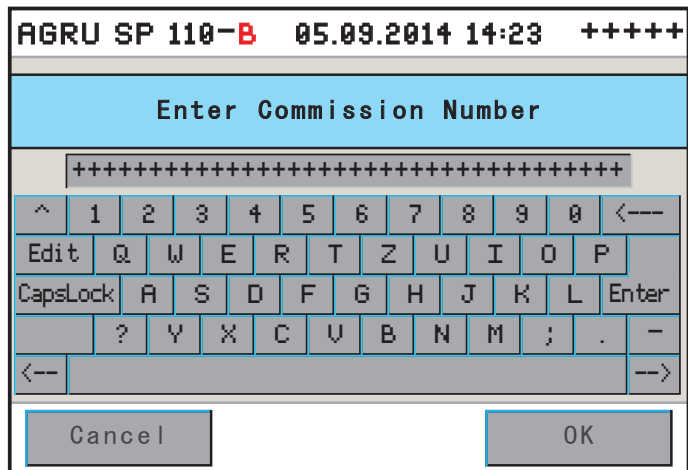 AGRU SP 110-B 05.09.2014 14:23 +++++
Enter Commission Number
++++++++++++++++++++++++++++++++++++
^ 1 2 3 4 5 6 7 8 9 0 <---
Edit Q W E R T Z U I O P
CapsLock A S D F G H J K L Enter
? Y X C V B N M ; . -
<-- -->
Cancel OK